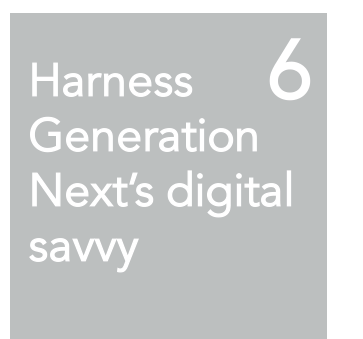 6
Harness
Generation
Next's digital
savvy